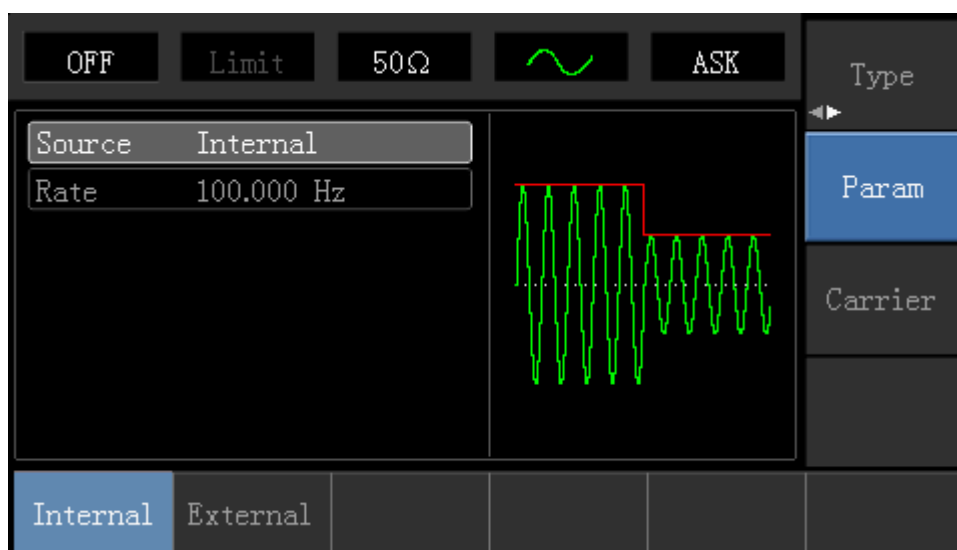 OFF Limit 50Ω ASK
Type
Source Internal
Rate 100.000 Hz
Param
Carrier
Internal External